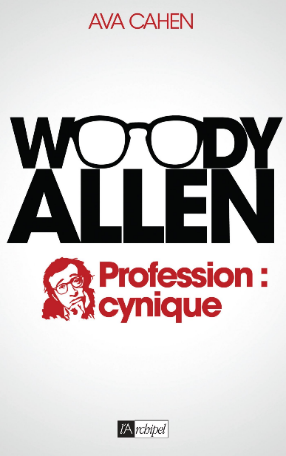 AVA CAHEN
WOODY
ALLEN
Profession :
cynique
l'Archipel